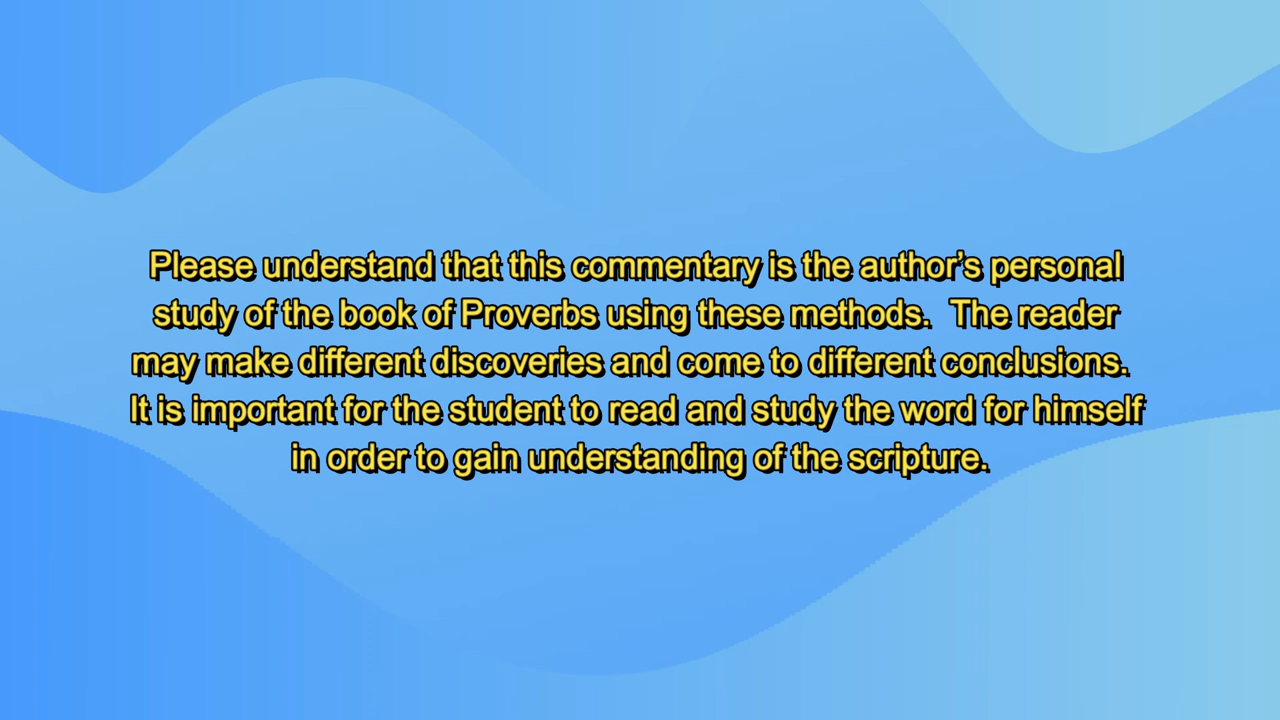 Please understand that this commentary is the author’s personal
study of the book of Proverbs using these methods.  The reader
may make different discoveries and come to different conclusions.
It is important for the student to read and study the word for himself
in order to gain understanding of the scripture.